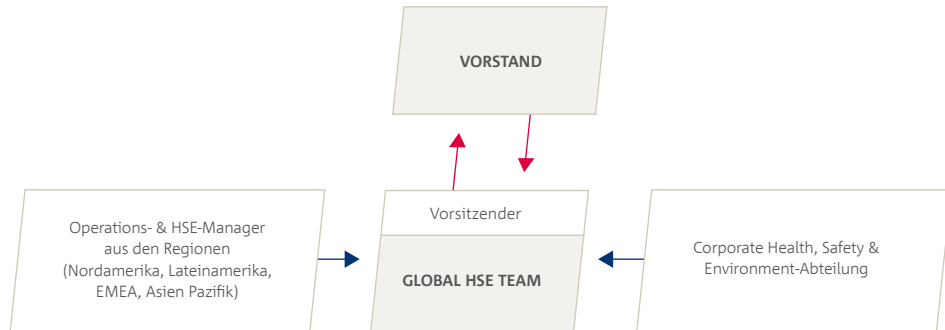 VORSTAND
Vorsitzender
GLOBAL HSE TEAM
Operations- & HSE-Manager
aus den Regionen
(Nordamerika, Lateinamerika,
EMEA, Asien Pazifik)
Corporate Health, Safety &
Environment-Abteilung